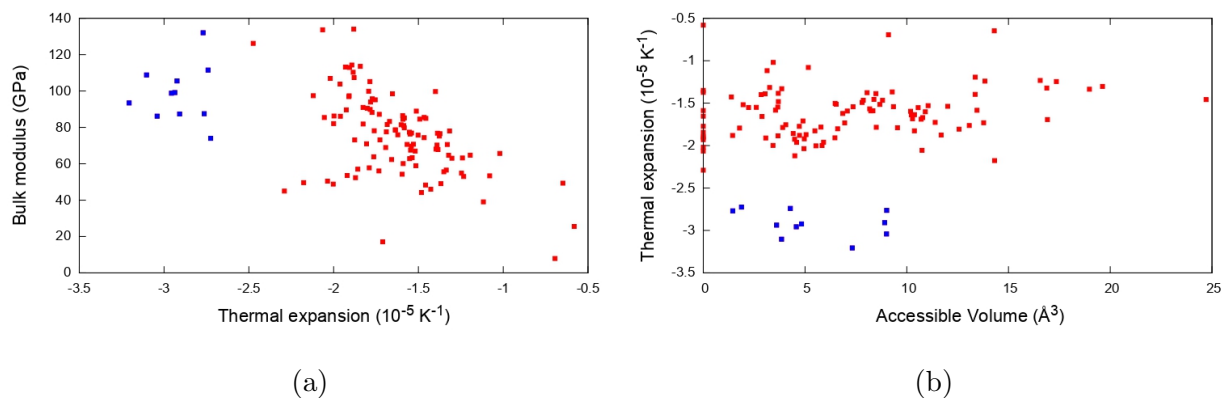 140
120
100
80
60
40
20
0
Bulk modulus (GPa)
-3.5 -3 -2.5 -2 -1.5 -1 -0.5
Thermal expansion (10⁻⁵ K⁻¹)
(a)
-0.5
-1
-1.5
-2
-2.5
-3
-3.5
Thermal expansion (10⁻⁵ K⁻¹)
0 5 10 15 20 25
Accessible Volume (Å³)
(b)